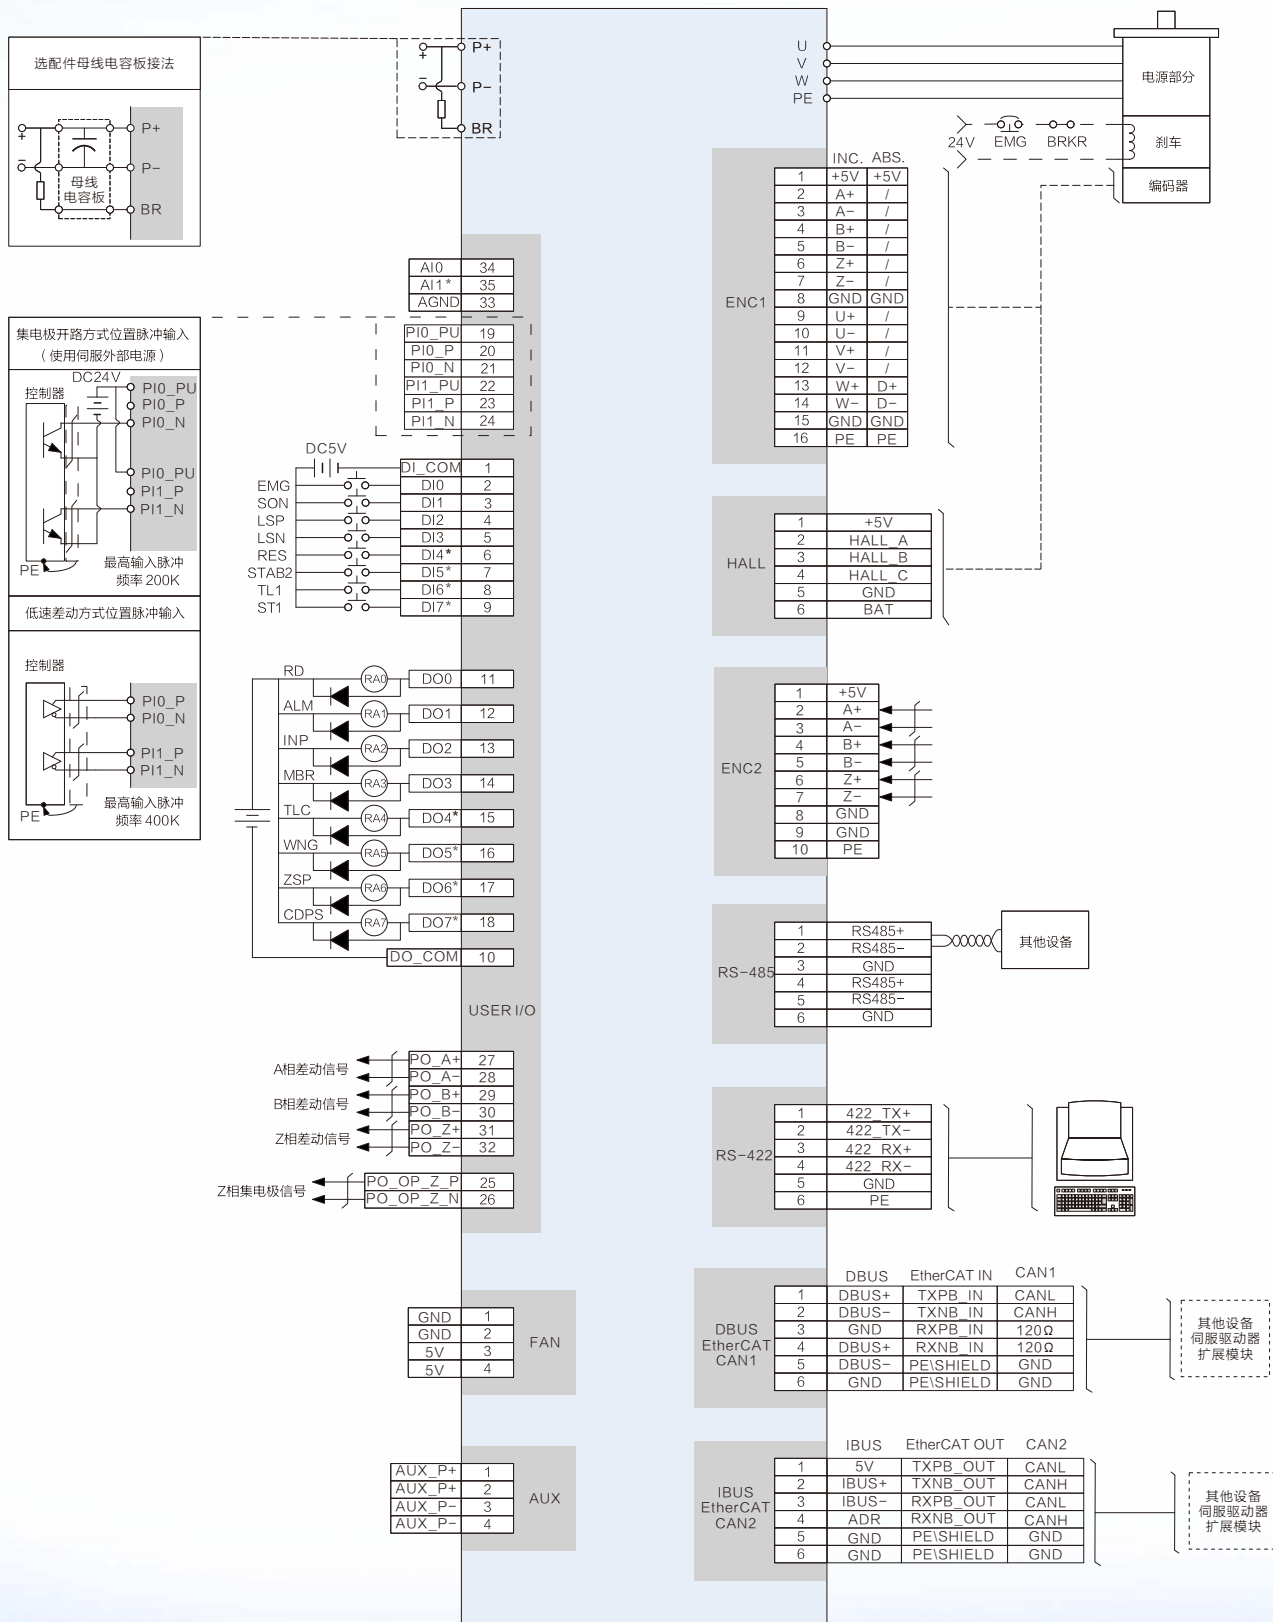 选配件母线电容板接法
P+
P-
母线
电容板
BR
P+
P-
BR
U
V
W
PE
电源部分
24V EMG BRKR
刹车
编码器
集电极开路方式位置脉冲输入
（使用伺服外部电源）
DC24V
控制器
PI0_PU
PI0_P
PI0_N
PI0_PU
PI1_P
PI1_N
PE
最高输入脉冲
频率 200K
低速差动方式位置脉冲输入
控制器
PI0_P
PI0_N
PI1_P
PI1_N
PE
最高输入脉冲
频率 400K
AI0 34
AI1* 35
AGND 33
PI0_PU 19
PI0_P 20
PI0_N 21
PI1_PU 22
PI1_P 23
PI1_N 24
DC5V
DI_COM 1
EMG DI0 2
SON DI1 3
LSP DI2 4
LSN DI3 5
RES DI4* 6
STAB2 DI5* 7
TL1 DI6* 8
ST1 DI7* 9
RD RA0 DO0 11
ALM RA1 DO1 12
INP RA2 DO2 13
MBR RA3 DO3 14
TLC RA4 DO4* 15
WNG RA5 DO5* 16
ZSP RA6 DO6* 17
CDPS RA7 DO7* 18
DO_COM 10
USER I/O
A相差动信号
PO_A+ 27
PO_A- 28
B相差动信号
PO_B+ 29
PO_B- 30
Z相差动信号
PO_Z+ 31
PO_Z- 32
Z相集电极信号
PO_OP_Z_P 25
PO_OP_Z_N 26
FAN
GND 1
GND 2
5V 3
5V 4
AUX
AUX_P+ 1
AUX_P+ 2
AUX_P- 3
AUX_P- 4
ENC1
INC. ABS.
1 +5V +5V
2 A+ /
3 A- /
4 B+ /
5 B- /
6 Z+ /
7 Z- /
8 GND GND
9 U+ /
10 U- /
11 V+ /
12 V- /
13 W+ D+
14 W- D-
15 GND GND
16 PE PE
HALL
1 +5V
2 HALL_A
3 HALL_B
4 HALL_C
5 GND
6 BAT
ENC2
1 +5V
2 A+
3 A-
4 B+
5 B-
6 Z+
7 Z-
8 GND
9 GND
10 PE
RS-485
1 RS485+
2 RS485-
3 GND
4 RS485+
5 RS485-
6 GND
其他设备
RS-422
1 422_TX+
2 422_TX-
3 422_RX+
4 422_RX-
5 GND
6 PE
DBUS
EtherCAT
CAN1
DBUS EtherCAT IN CAN1
1 DBUS+ TXPB_IN CANL
2 DBUS- TXNB_IN CANH
3 GND RXPB_IN 120Ω
4 DBUS+ RXNB_IN 120Ω
5 DBUS- PE\SHIELD GND
6 GND PE\SHIELD GND
其他设备
伺服驱动器
扩展模块
IBUS
EtherCAT
CAN2
IBUS EtherCAT OUT CAN2
1 5V TXPB_OUT CANL
2 IBUS+ TXNB_OUT CANH
3 IBUS- RXPB_OUT CANL
4 ADR RXNB_OUT CANH
5 GND PE\SHIELD GND
6 GND PE\SHIELD GND
其他设备
伺服驱动器
扩展模块